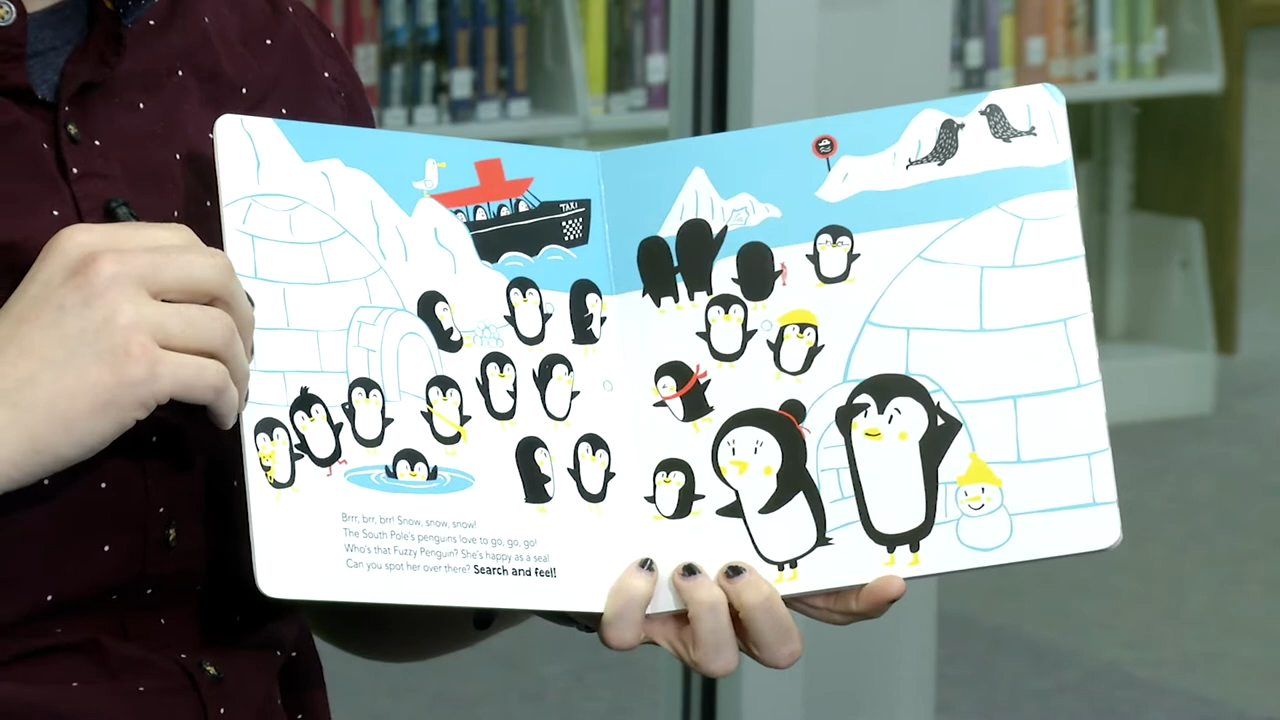 TAXI
Brrr, brr, brr! Snow, snow, snow!
The South Pole's penguins love to go, go, go!
Who's that Fuzzy Penguin? She's happy as a seal
Can you spot her over there? Search and feel!